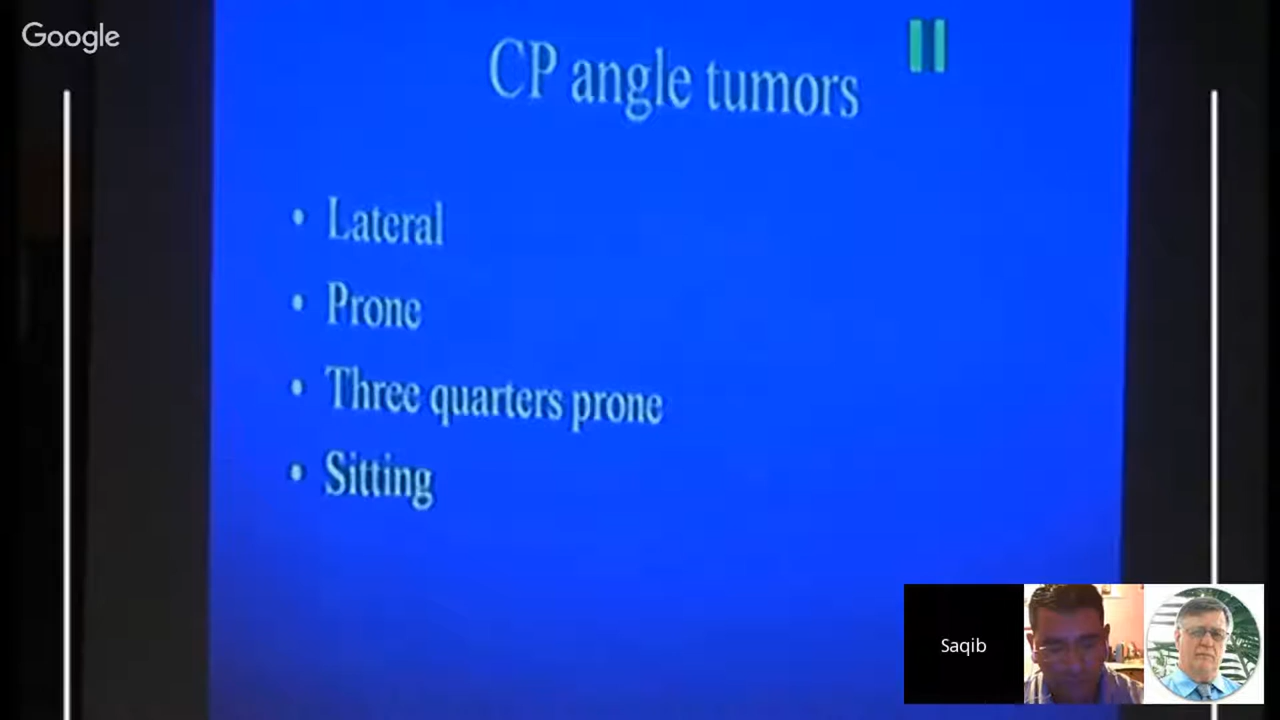 Google
CP angle tumors
• Lateral
• Prone
• Three quarters prone
• Sitting
Saqib